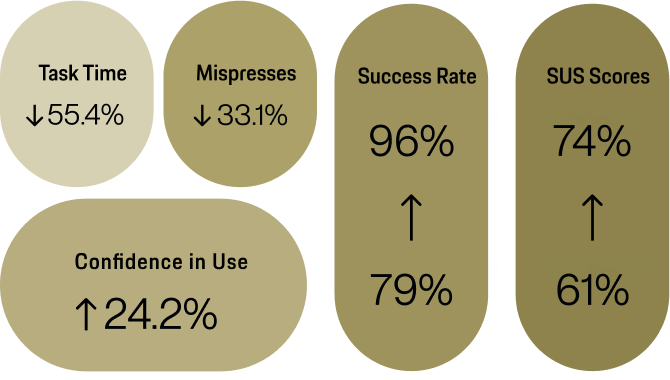 Task Time
↓55.4%
Mispresses
↓33.1%
Confidence in Use
↑24.2%
Success Rate
96%
↑
79%
SUS Scores
74%
↑
61%